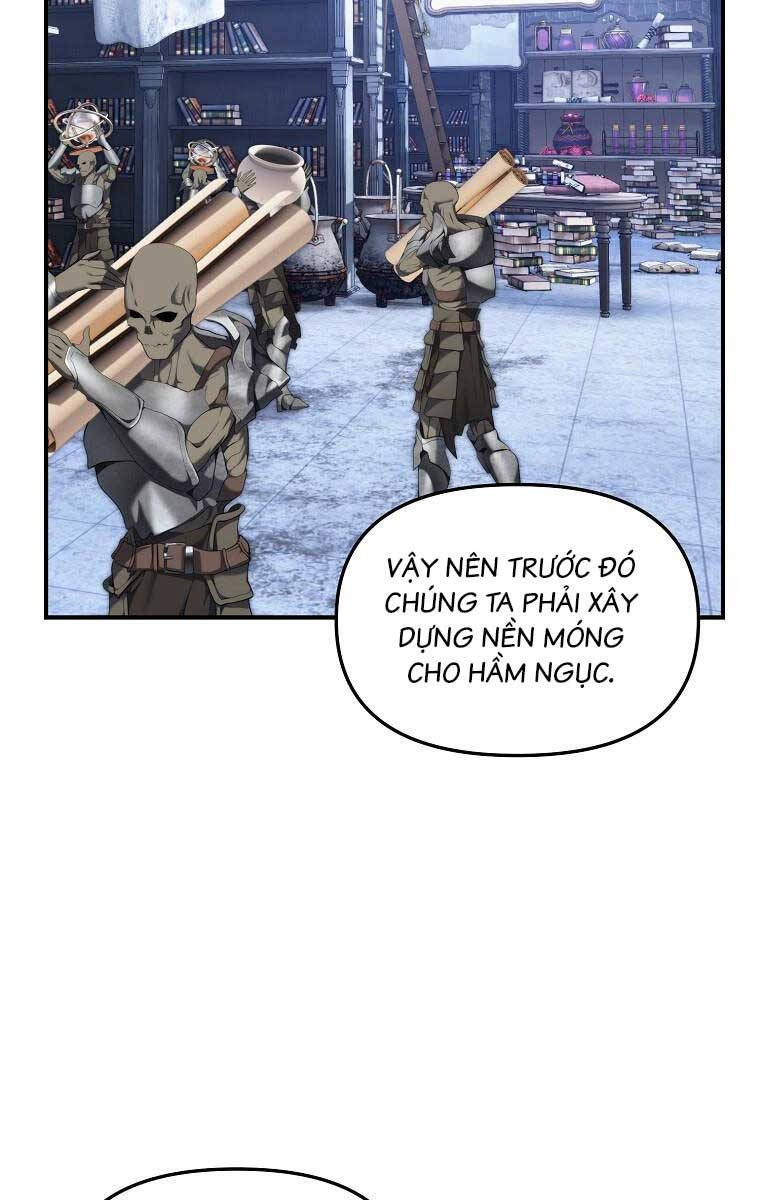 VẬY NÊN TRƯỚC ĐÓ
CHÚNG TA PHẢI XÂY
DỰNG NỀN MÓNG
CHO HẦM NGỤC.